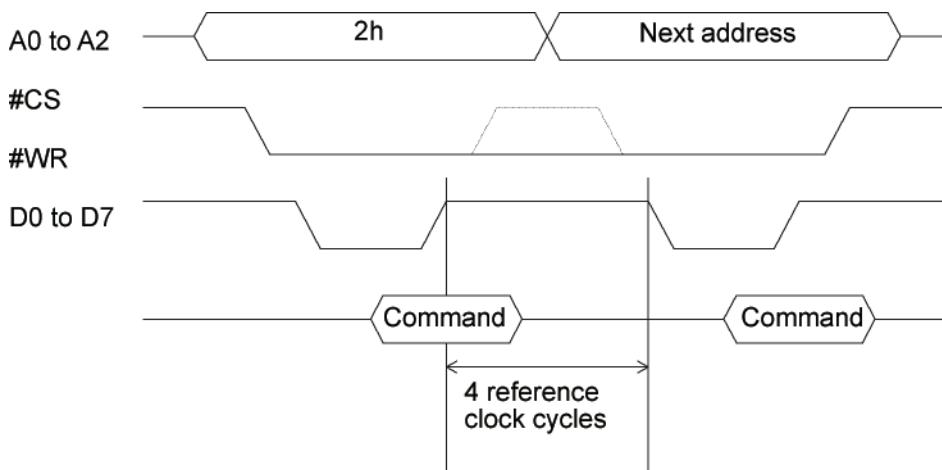 A0 to A2
2h
Next address
#CS
#WR
D0 to D7
Command
Command
4 reference
clock cycles